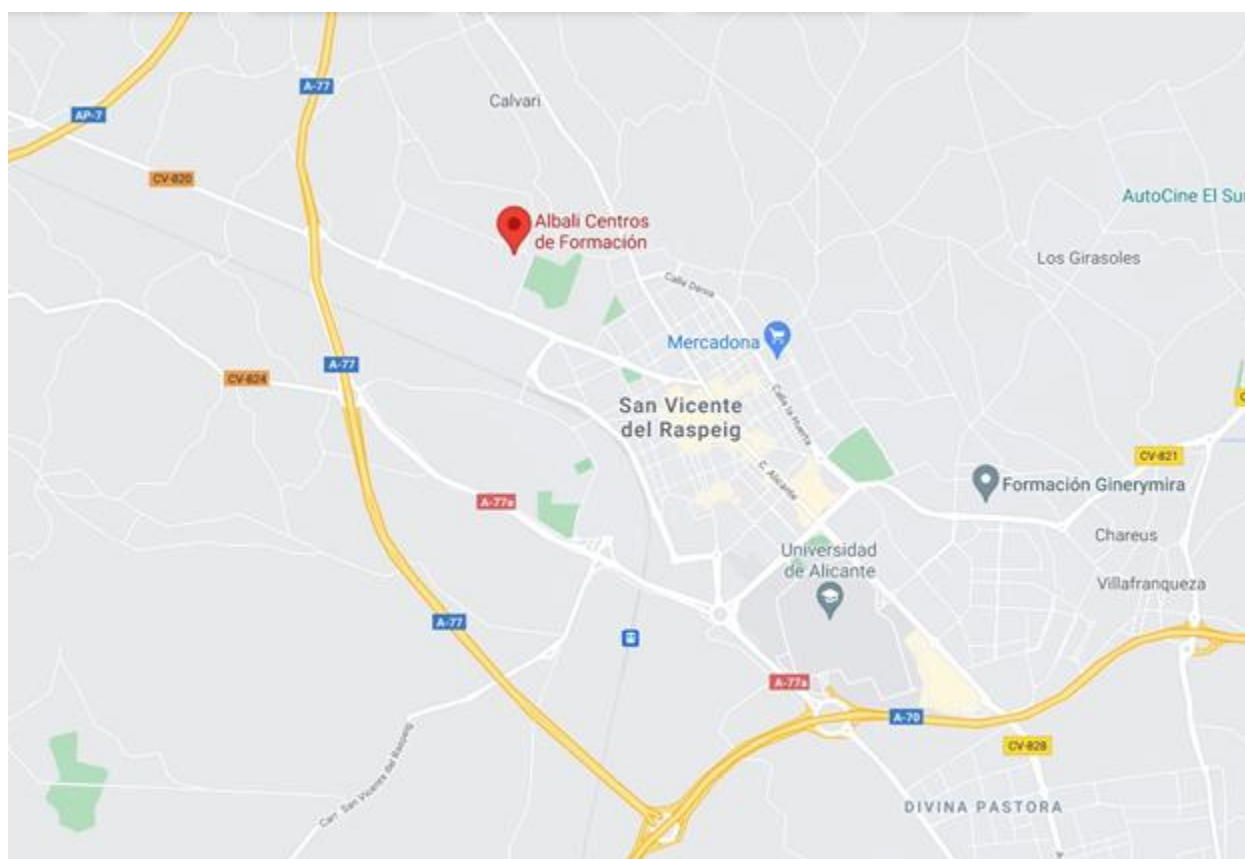 A-77
Calvari
AP-7
CV-820
AutoCine El Sur
Albali Centros
de Formación
Los Girasoles
Calle Denia
Mercadona
A-77
CV-824
San Vicente
del Raspeig
Calle la Huerta
CV-821
C. Alicante
Formación Ginerymira
A-77a
Chareus
Universidad
de Alicante
Villafranqueza
A-77
A-77a
A-70
CV-828
Carr. San Vicente del Raspeig
DIVINA PASTORA